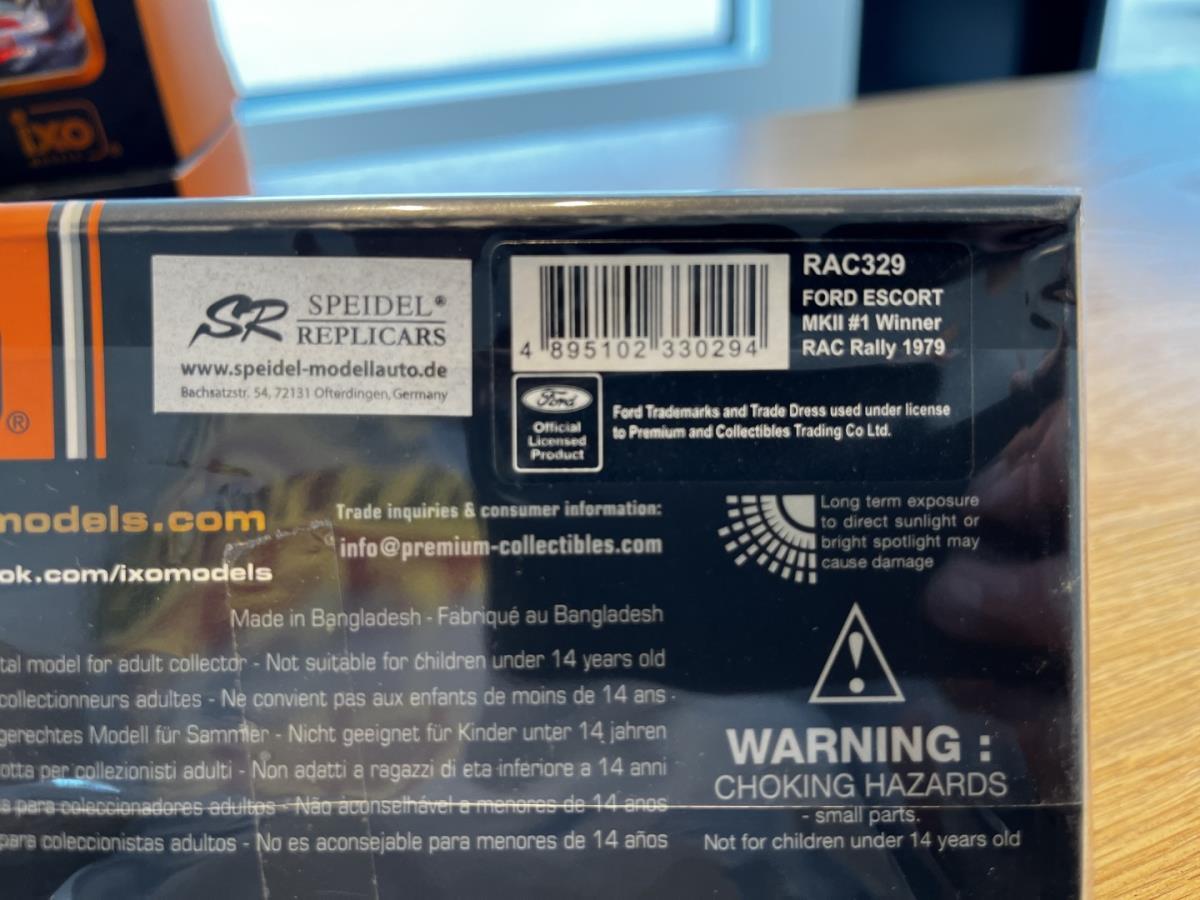 ixo
®
SR SPEIDEL®
REPLICARS
www.speidel-modellauto.de
Bachsatzstr. 54, 72131 Ofterdingen, Germany
4 895102 330294
RAC329
FORD ESCORT
MKII #1 Winner
RAC Rally 1979
Ford
Official
Licensed
Product
Ford Trademarks and Trade Dress used under license
to Premium and Collectibles Trading Co Ltd.
models.com
ok.com/ixomodels
Trade inquiries & consumer information:
info@premium-collectibles.com
Long term exposure
to direct sunlight or
bright spotlight may
cause damage
Made in Bangladesh - Fabriqué au Bangladesh
tal model for adult collector - Not suitable for children under 14 years old
collectionneurs adultes - Ne convient pas aux enfants de moins de 14 ans -
gerechtes Modell für Sammler - Nicht geeignet für Kinder unter 14 jahren
otta per collezionisti adulti - Non adatti a ragazzi di eta inferiore a 14 anni
a para coleccionadores adultos - Não aconselhável a menores de 14 anos
para coleccionistas adultos - No es aconsejable para menores de 14 años
!
WARNING :
CHOKING HAZARDS
- small parts.
Not for children under 14 years old